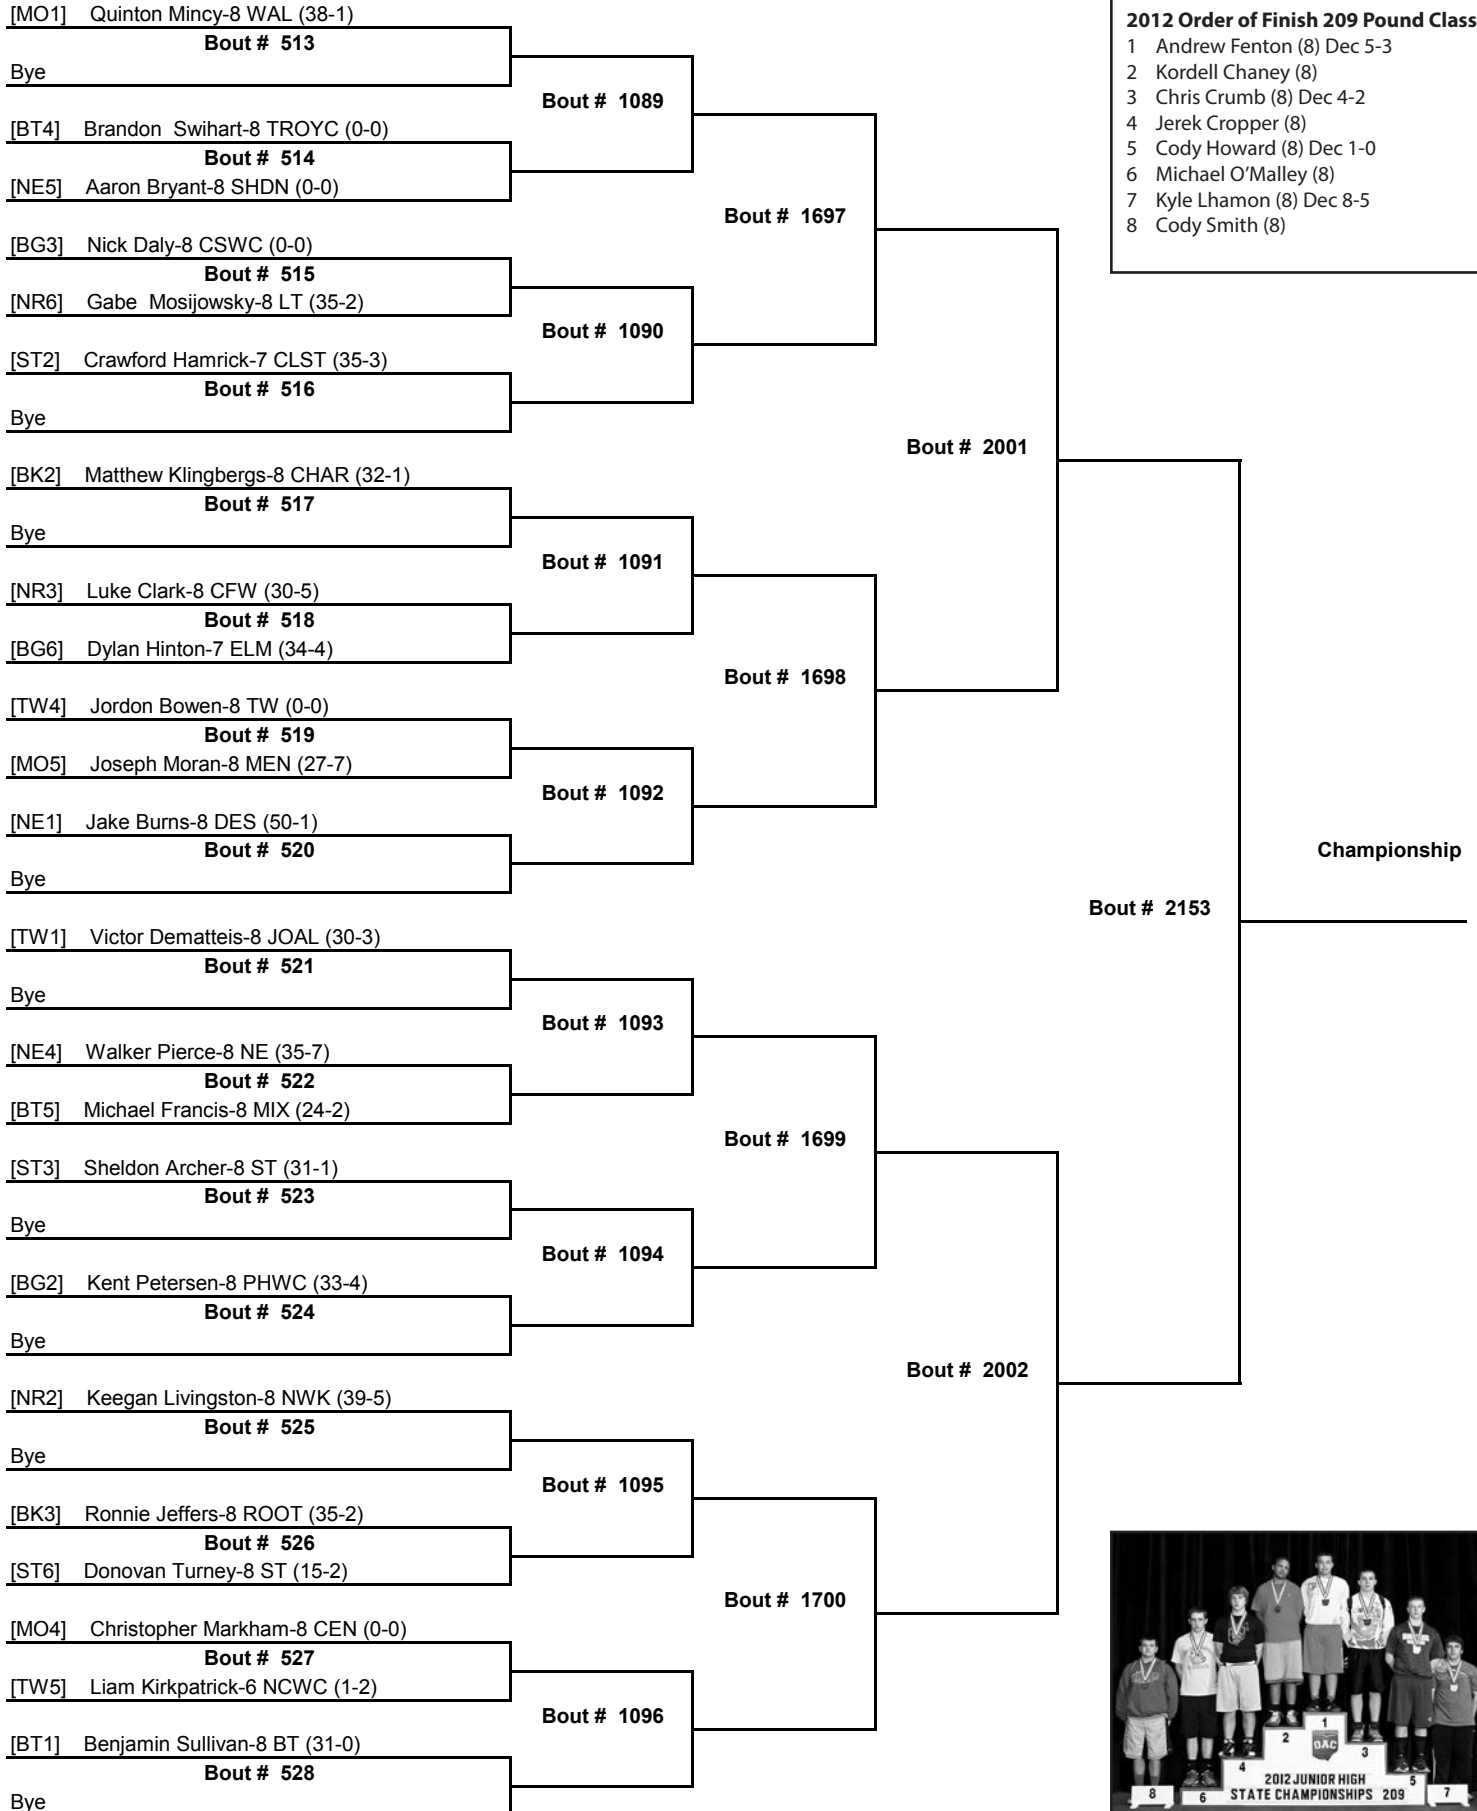 [MO1] Quinton Mincy-8 WAL (38-1)
Bout # 513
Bye
Bout # 1089
[BT4] Brandon Swihart-8 TROYC (0-0)
Bout # 514
[NE5] Aaron Bryant-8 SHDN (0-0)
Bout # 1697
[BG3] Nick Daly-8 CSWC (0-0)
Bout # 515
[NR6] Gabe Mosijowsky-8 LT (35-2)
Bout # 1090
[ST2] Crawford Hamrick-7 CLST (35-3)
Bout # 516
Bye
Bout # 2001
[BK2] Matthew Klingbergs-8 CHAR (32-1)
Bout # 517
Bye
Bout # 1091
[NR3] Luke Clark-8 CFW (30-5)
Bout # 518
[BG6] Dylan Hinton-7 ELM (34-4)
Bout # 1698
[TW4] Jordon Bowen-8 TW (0-0)
Bout # 519
[MO5] Joseph Moran-8 MEN (27-7)
Bout # 1092
[NE1] Jake Burns-8 DES (50-1)
Bout # 520
Bye
Championship
Bout # 2153
[TW1] Victor Dematteis-8 JOAL (30-3)
Bout # 521
Bye
Bout # 1093
[NE4] Walker Pierce-8 NE (35-7)
Bout # 522
[BT5] Michael Francis-8 MIX (24-2)
Bout # 1699
[ST3] Sheldon Archer-8 ST (31-1)
Bout # 523
Bye
Bout # 1094
[BG2] Kent Petersen-8 PHWC (33-4)
Bout # 524
Bye
Bout # 2002
[NR2] Keegan Livingston-8 NWK (39-5)
Bout # 525
Bye
Bout # 1095
[BK3] Ronnie Jeffers-8 ROOT (35-2)
Bout # 526
[ST6] Donovan Turney-8 ST (15-2)
Bout # 1700
[MO4] Christopher Markham-8 CEN (0-0)
Bout # 527
[TW5] Liam Kirkpatrick-6 NCWC (1-2)
Bout # 1096
[BT1] Benjamin Sullivan-8 BT (31-0)
Bout # 528
Bye
2012 Order of Finish 209 Pound Class
1 Andrew Fenton (8) Dec 5-3
2 Kordell Chaney (8)
3 Chris Crumb (8) Dec 4-2
4 Jerek Cropper (8)
5 Cody Howard (8) Dec 1-0
6 Michael O'Malley (8)
7 Kyle Lhamon (8) Dec 8-5
8 Cody Smith (8)
1
2
OAC
3
4
5
2012 JUNIOR HIGH
STATE CHAMPIONSHIPS 209
8
6
7